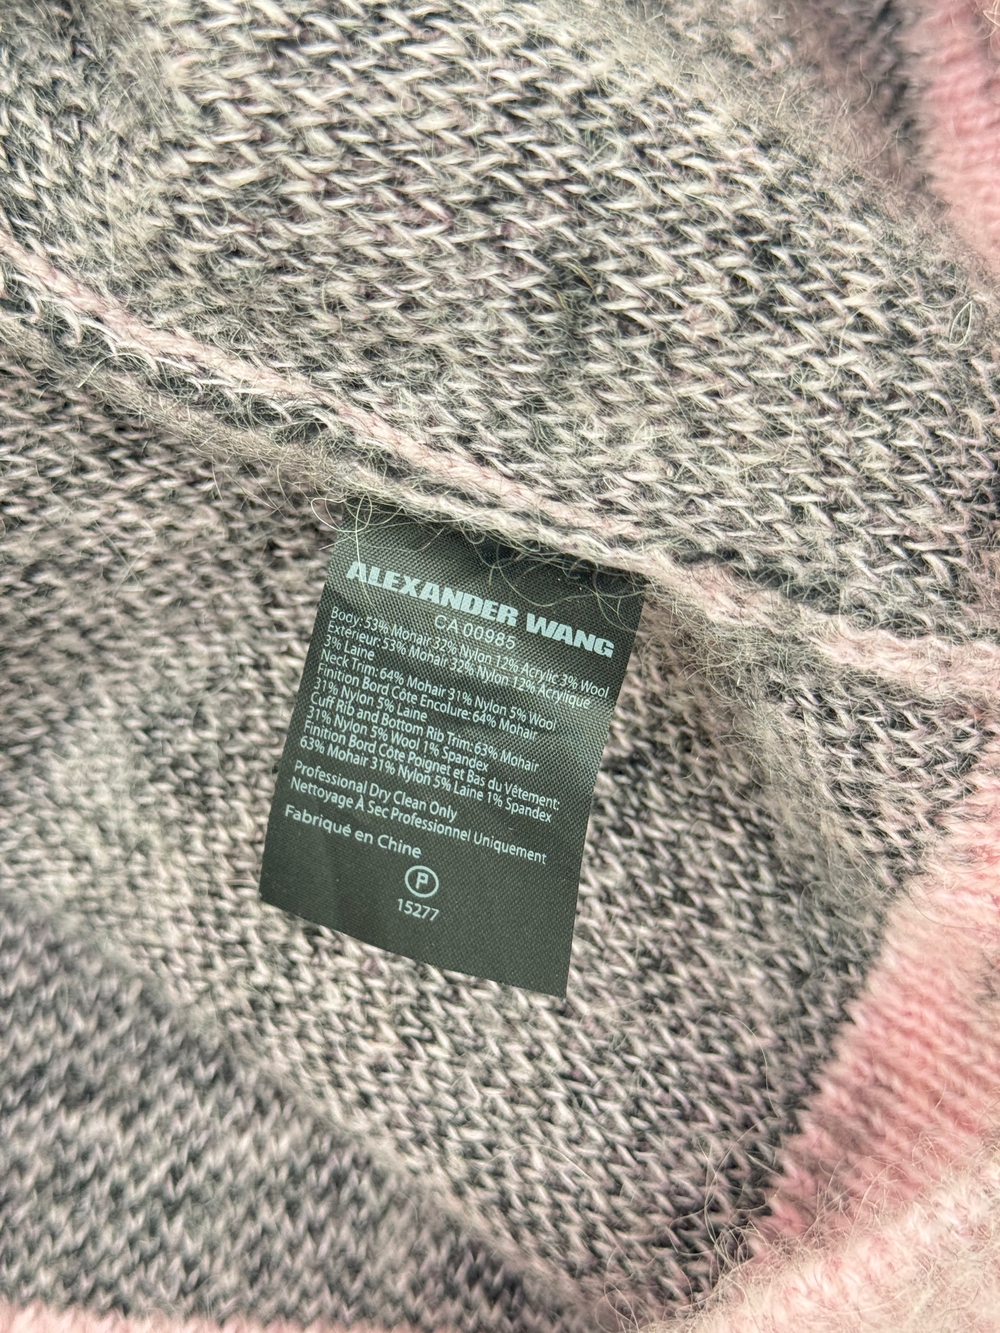 ALEXANDER WANG
CA 00985
Body: 53% Mohair 32% Nylon 12% Acrylic 3% Wool
Extérieur: 53% Mohair 32% Nylon 12% Acrylique
3% Laine
Neck Trim: 64% Mohair 31% Nylon 5% Wool
Finition Bord Côte Encolure: 64% Mohair
31% Nylon 5% Laine
Cuff Rib and Bottom Rib Trim: 63% Mohair
31% Nylon 5% Wool 1% Spandex
Finition Bord Côte Poignet et Bas du Vêtement:
63% Mohair 31% Nylon 5% Laine 1% Spandex
Professional Dry Clean Only
Nettoyage À Sec Professionnel Uniquement
Fabriqué en Chine
P
15277